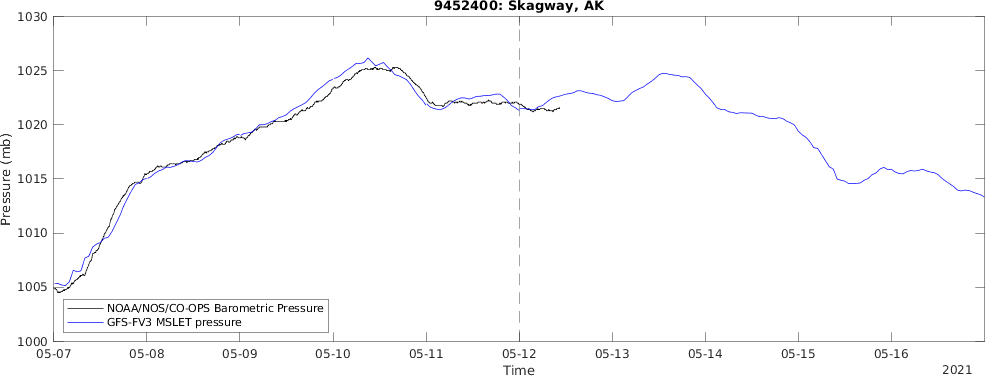 9452400: Skagway, AK
Pressure (mb)
1030
1025
1020
1015
1010
1005
1000
NOAA/NOS/CO-OPS Barometric Pressure
GFS-FV3 MSLET pressure
05-07 05-08 05-09 05-10 05-11 05-12 05-13 05-14 05-15 05-16
Time
2021